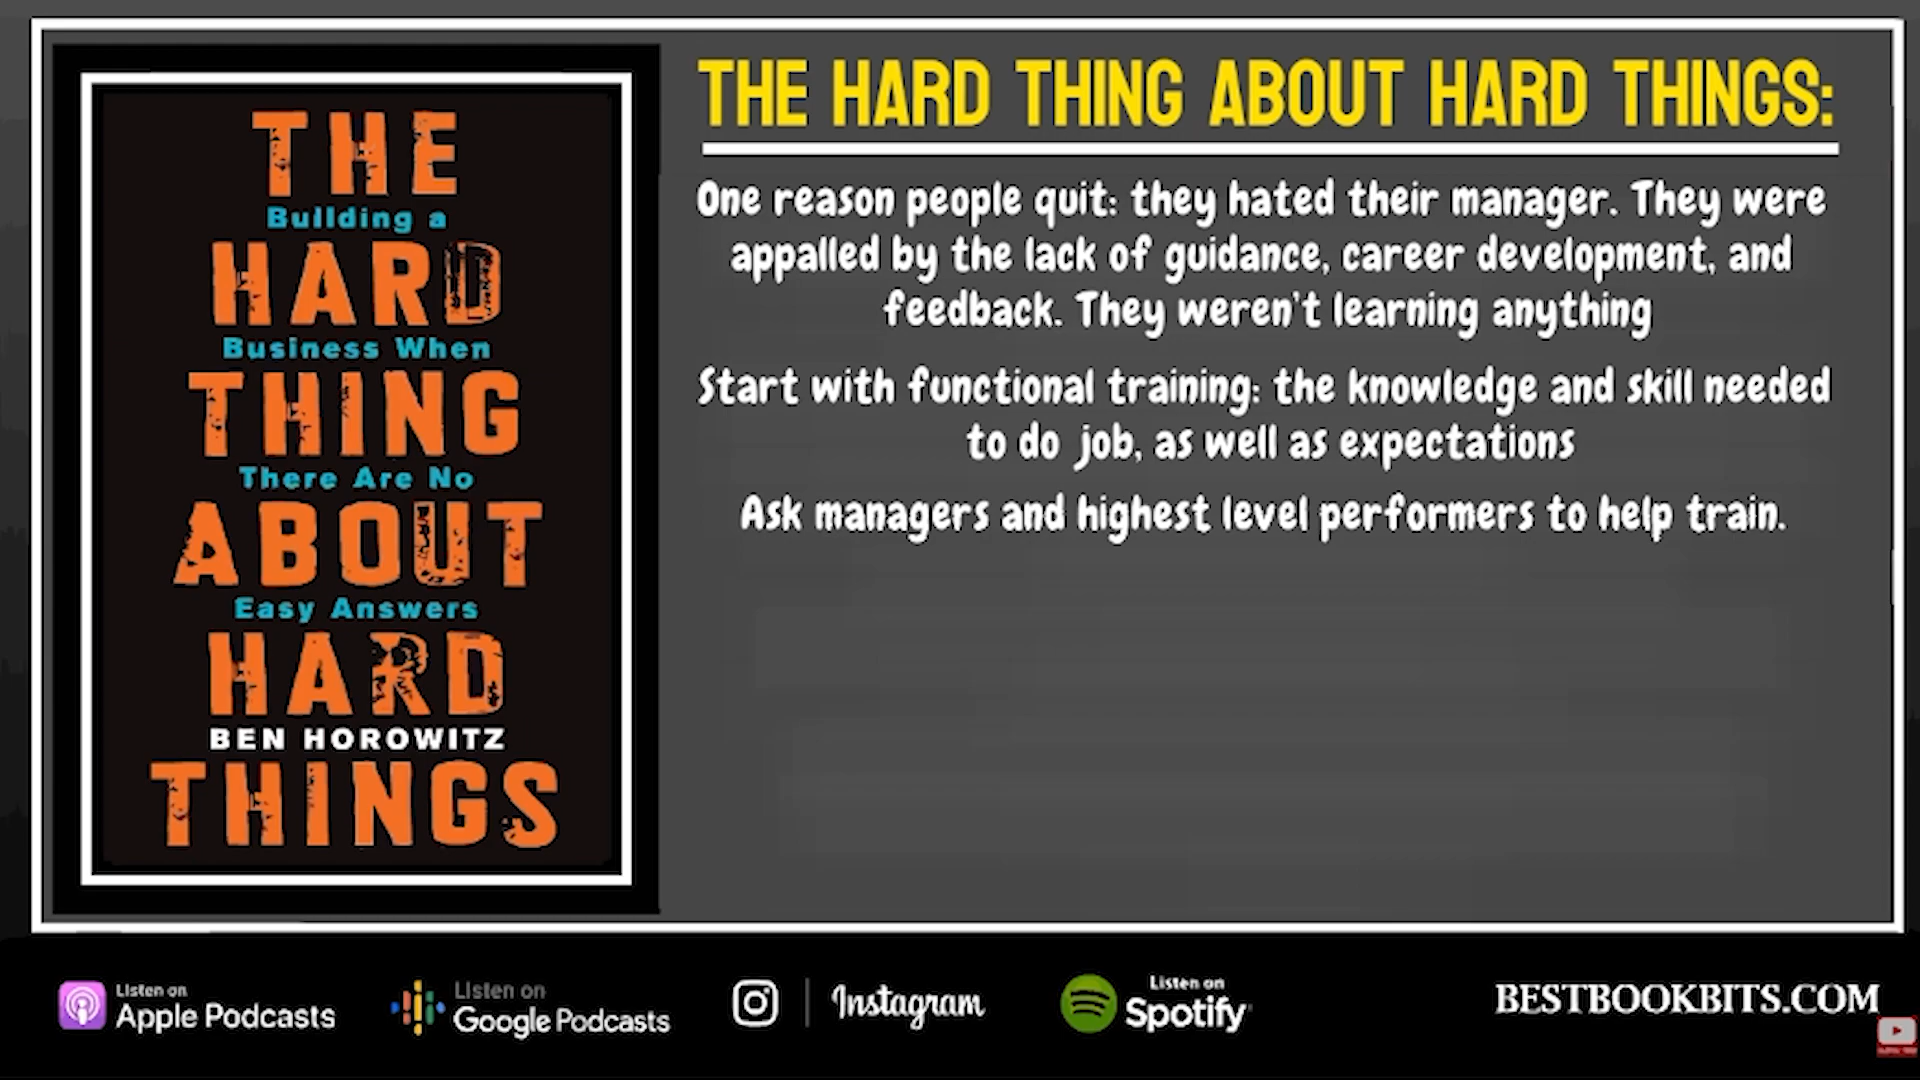 THE
Building a
HARD
Business When
THING
There Are No
ABOUT
Easy Answers
HARD
BEN HOROWITZ
THINGS
THE HARD THING ABOUT HARD THINGS:
One reason people quit: they hated their manager. They were
appalled by the lack of guidance, career development, and
feedback. They weren't learning anything
Start with functional training: the knowledge and skill needed
to do job, as well as expectations
Ask managers and highest level performers to help train.
Listen on
Apple Podcasts
Listen on
Google Podcasts
Instagram
Listen on
Spotify
BESTBOOKBITS.COM